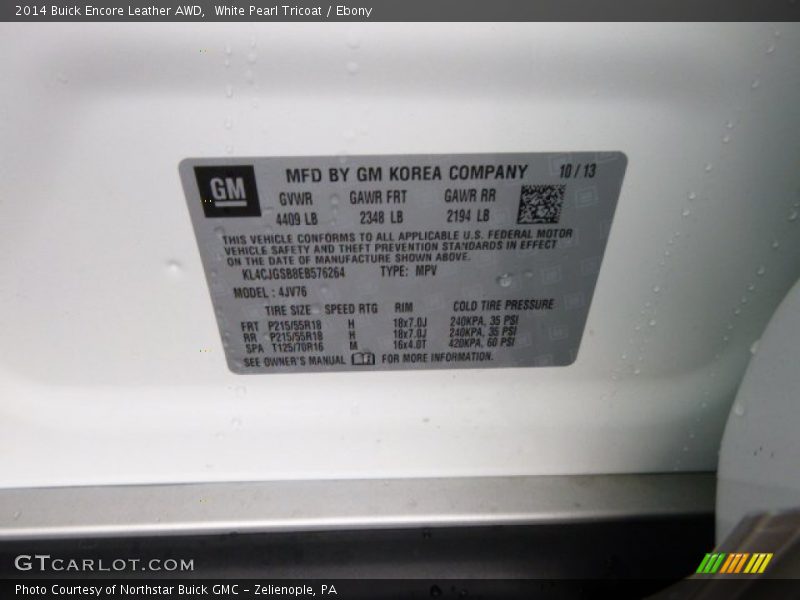 2014 Buick Encore Leather AWD,  White Pearl Tricoat / Ebony
GM MFD BY GM KOREA COMPANY 10 / 13
GVWR GAWR FRT GAWR RR
4409 LB 2348 LB 2194 LB
THIS VEHICLE CONFORMS TO ALL APPLICABLE U.S. FEDERAL MOTOR
VEHICLE SAFETY AND THEFT PREVENTION STANDARDS IN EFFECT
ON THE DATE OF MANUFACTURE SHOWN ABOVE.
KL4CJGSB8EB576264 TYPE: MPV
MODEL : 4JV76
TIRE SIZE SPEED RTG RIM COLD TIRE PRESSURE
FRT P215/55R18 H 18x7.0J 240KPA, 35 PSI
RR P215/55R18 H 18x7.0J 240KPA, 35 PSI
SPA T125/70R16 M 16x4.0T 420KPA, 60 PSI
SEE OWNER'S MANUAL FOR MORE INFORMATION.
GTCARLOT.COM
Photo Courtesy of Northstar Buick GMC – Zelienople, PA